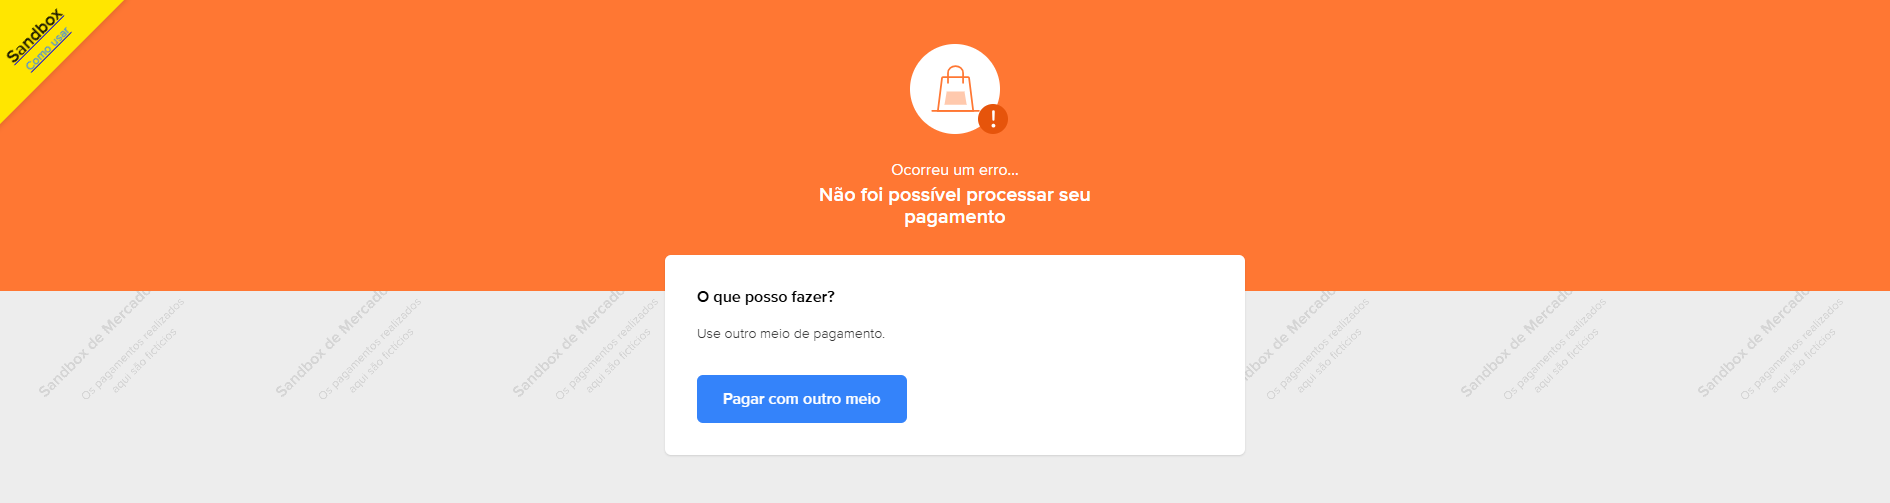 Sandbox
Como usar
!
Ocorreu um erro...
Não foi possível processar seu
pagamento
O que posso fazer?
Use outro meio de pagamento.
Pagar com outro meio
Sandbox de Mercado
Os pagamentos realizados
aqui são fictícios
Sandbox de Mercado
Os pagamentos realizados
aqui são fictícios
Sandbox de Mercado
Os pagamentos realizados
aqui são fictícios
de Mercado
Os pagamentos realizados
aqui são fictícios
Sandbox de Mercado
Os pagamentos realizados
aqui são fictícios
Sandbox de Mercado
Os pagamentos realizados
aqui são fictícios